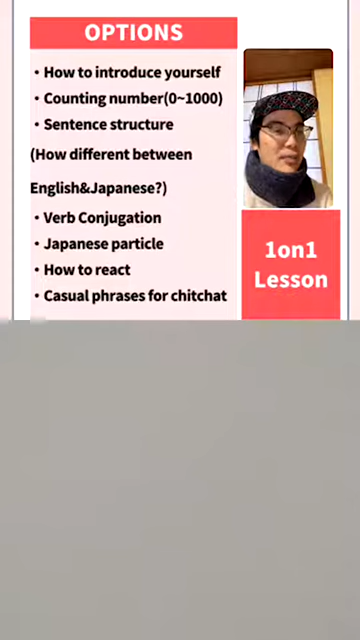 OPTIONS
・How to introduce yourself
・Counting number(0~1000)
・Sentence structure
(How different between
English&Japanese?)
・Verb Conjugation
・Japanese particle
・How to react
・Casual phrases for chitchat
1on1
Lesson